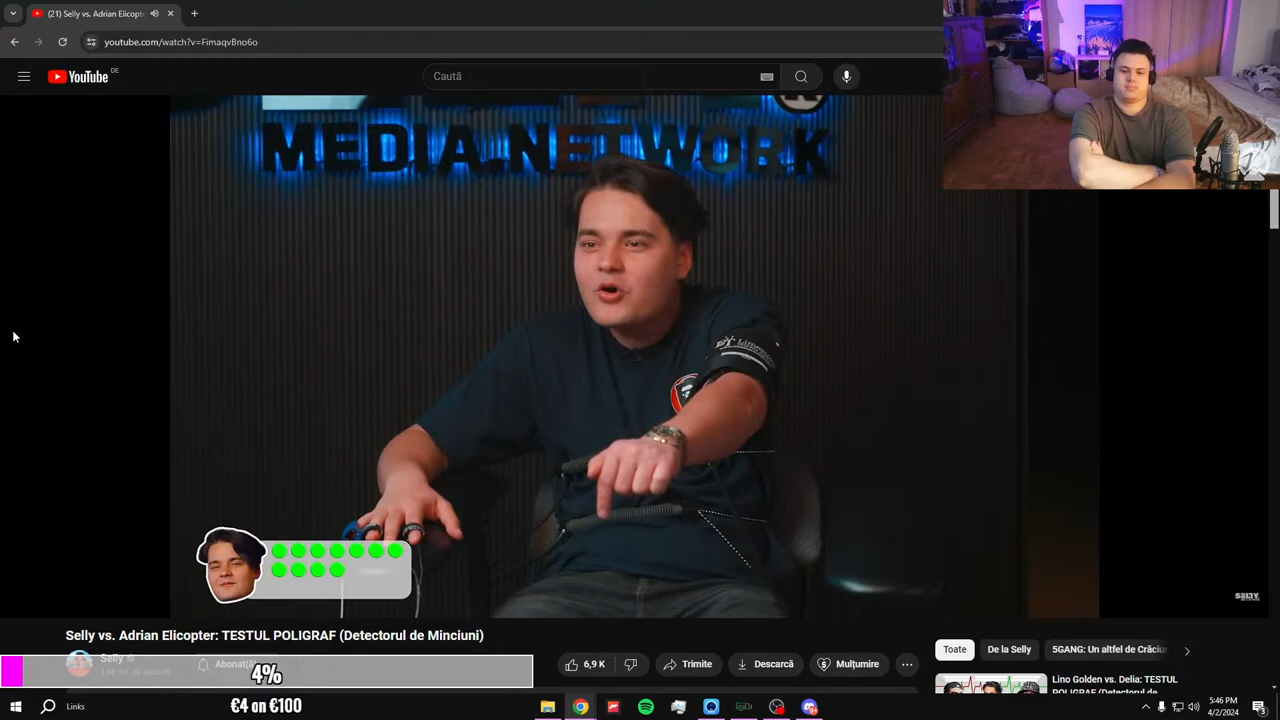 (21) Selly vs. Adrian Elicopter:
youtube.com/watch?v=FimaqvBno6o
YouTube DE
Caută
MEDIA NETWORK
SELLY
Selly vs. Adrian Elicopter: TESTUL POLIGRAF (Detectorul de Minciuni)
Selly
Abonat(ă)
6,9 K
Trimite
Descarcă
Mulțumire
4%
Toate
De la Selly
5GANG: Un altfel de Crăciun
Lino Golden vs. Delia: TESTUL
POLIGRAF (Detectorul de
Links
€4 on €100
5:46 PM
4/2/2024